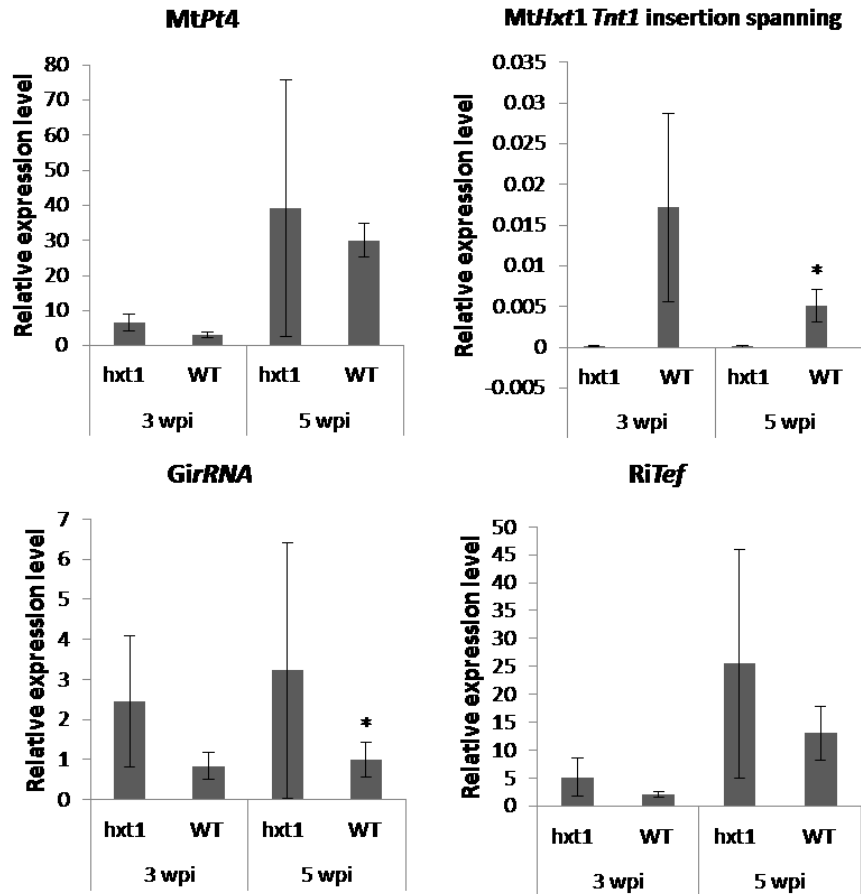 MtPt4
Relative expression level
80
70
60
50
40
30
20
10
0
hxt1 WT hxt1 WT
3 wpi 5 wpi
MtHxt1 Tnt1 insertion spanning
Relative expression level
0.035
0.03
0.025
0.02
0.015
0.01
0.005
0
-0.005
*
hxt1 WT hxt1 WT
3 wpi 5 wpi
GirRNA
Relative expression level
7
6
5
4
3
2
1
0
*
hxt1 WT hxt1 WT
3 wpi 5 wpi
RiTef
Relative expression level
50
45
40
35
30
25
20
15
10
5
0
hxt1 WT hxt1 WT
3 wpi 5 wpi